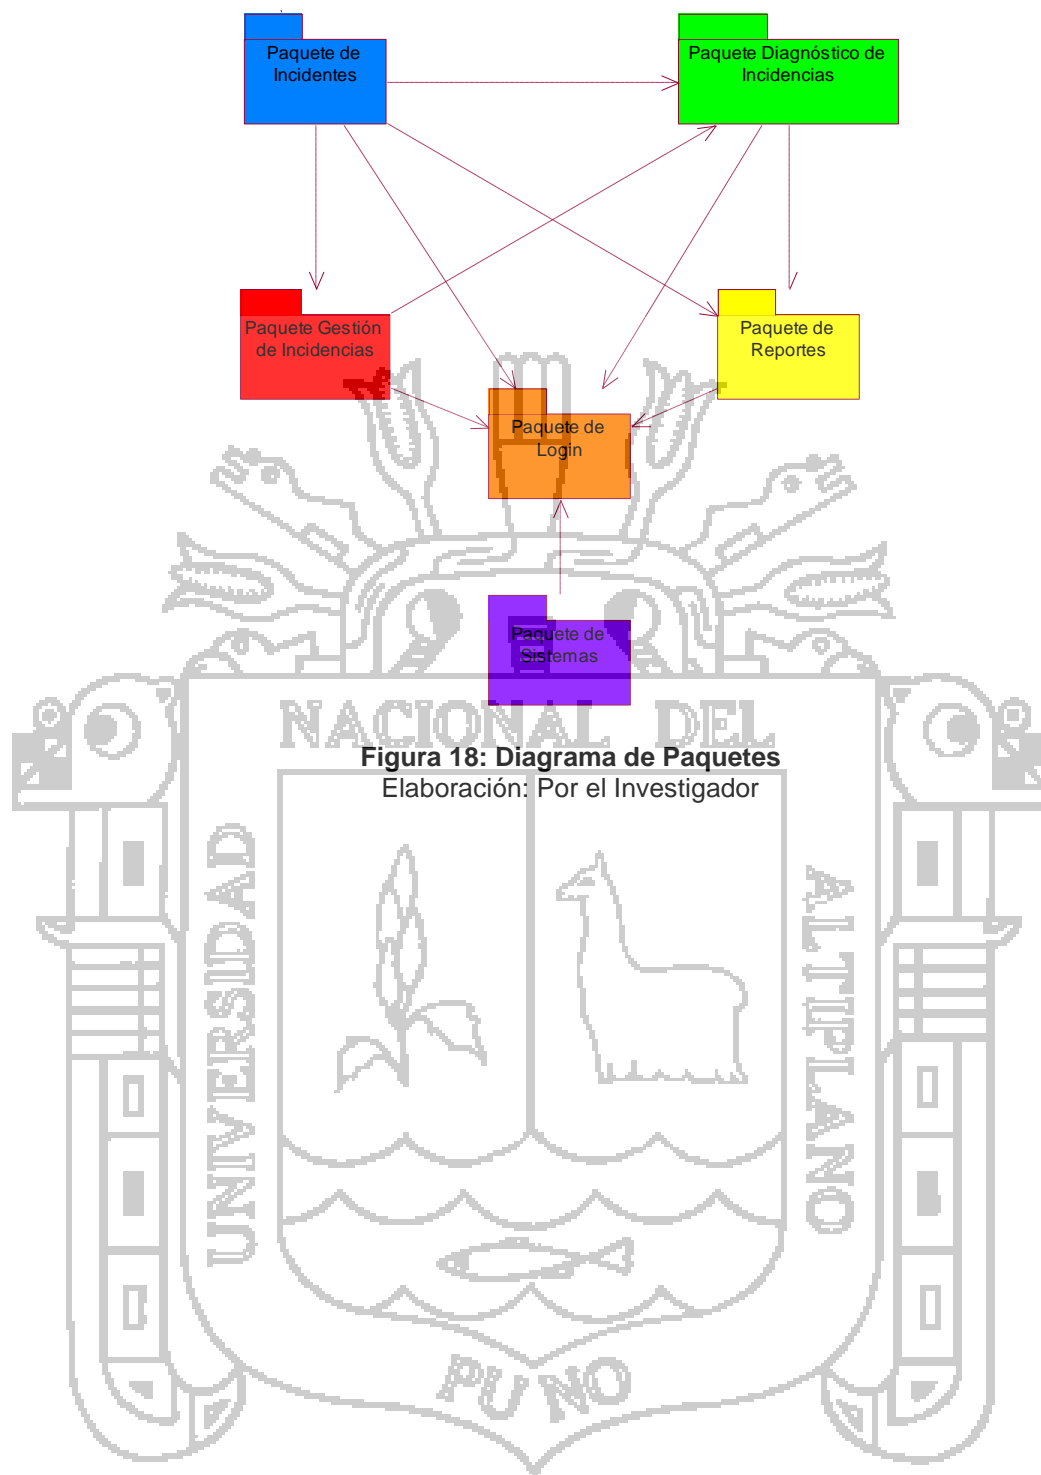 Paquete de
Incidentes
Paquete Diagnóstico de
Incidencias
Paquete Gestión
de Incidencias
Paquete de
Reportes
Paquete de
Login
Paquete de
Sistemas
NACIONAL DEL
Figura 18: Diagrama de Paquetes
Elaboración: Por el Investigador
UNIVERSIDAD
ALTIPLANO
PUNO